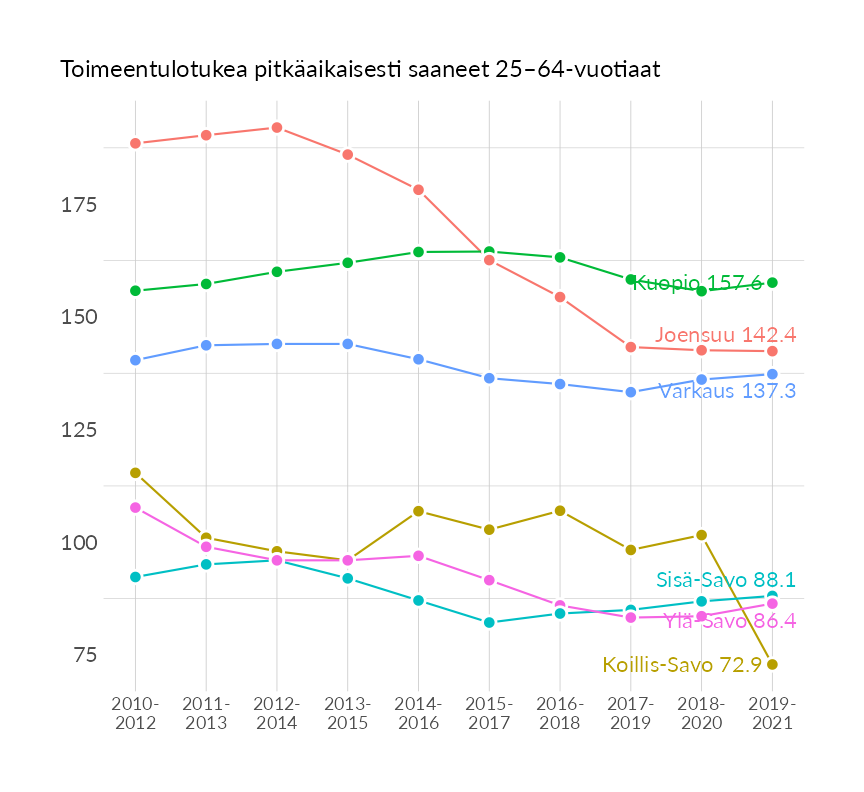 Toimeentulotukea pitkäaikaisesti saaneet 25–64-vuotiaat
175
Kuopio 157.6
150
Joensuu 142.4
Varkaus 137.3
125
100
Sisä-Savo 88.1
Ylä-Savo 86.4
75
Koillis-Savo 72.9
2010- 2011- 2012- 2013- 2014- 2015- 2016- 2017- 2018- 2019-
2012 2013 2014 2015 2016 2017 2018 2019 2020 2021